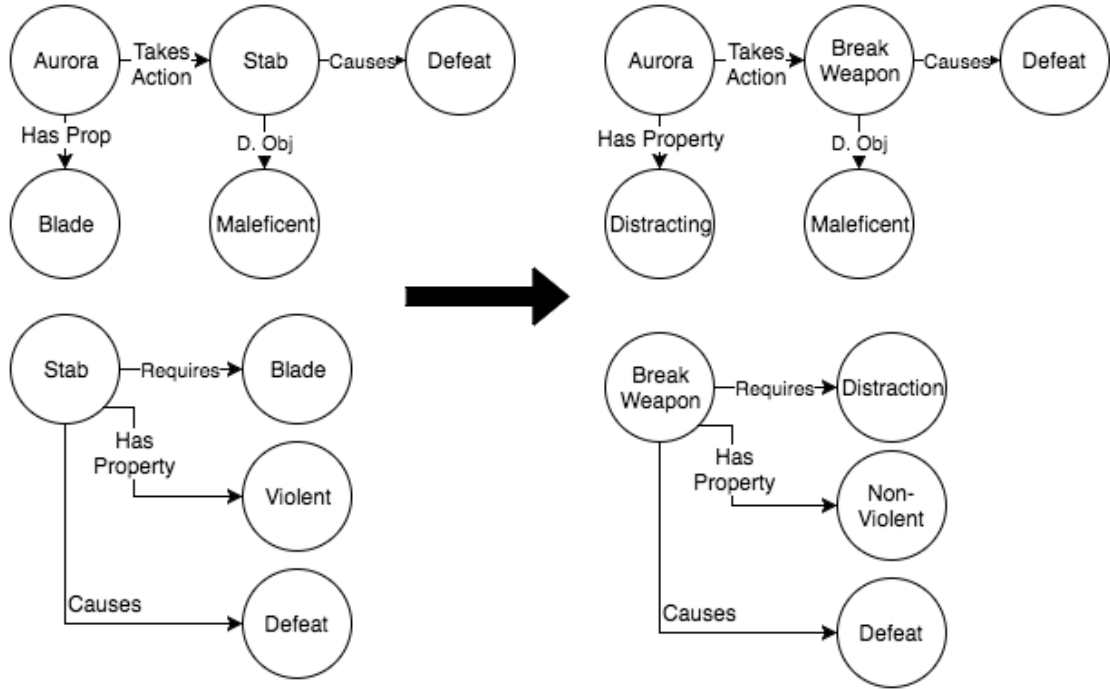 Aurora
Takes
Action
Stab
Causes
Defeat
Has Prop
D. Obj
Blade
Maleficent
Stab
Requires
Blade
Has
Property
Violent
Causes
Defeat
Aurora
Takes
Action
Break
Weapon
Causes
Defeat
Has Property
D. Obj
Distracting
Maleficent
Break
Weapon
Requires
Distraction
Has
Property
Non-
Violent
Causes
Defeat